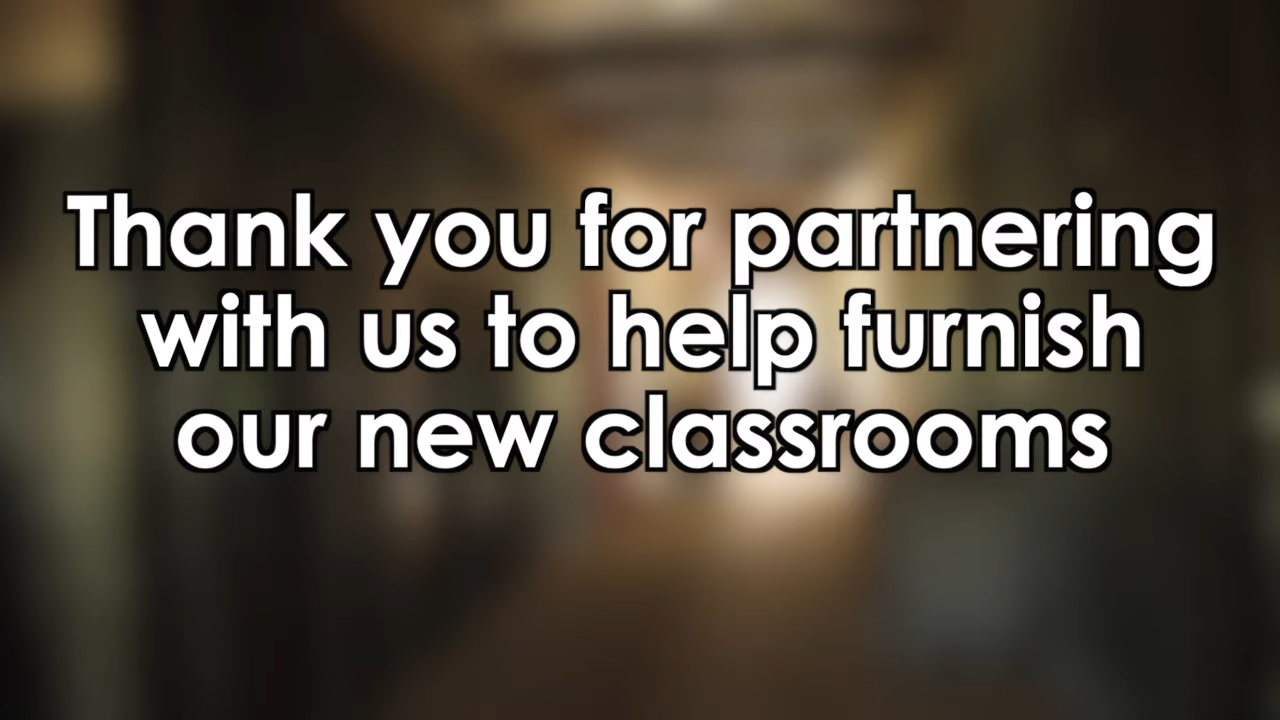 Thank you for partnering
with us to help furnish
our new classrooms